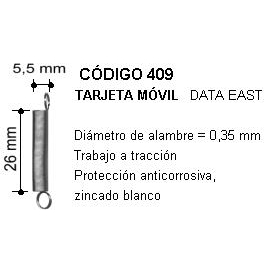 5,5 mm
CÓDIGO 409
TARJETA MÓVIL DATA EAST
26 mm
Diámetro de alambre = 0,35 mm
Trabajo a tracción
Protección anticorrosiva,
zincado blanco